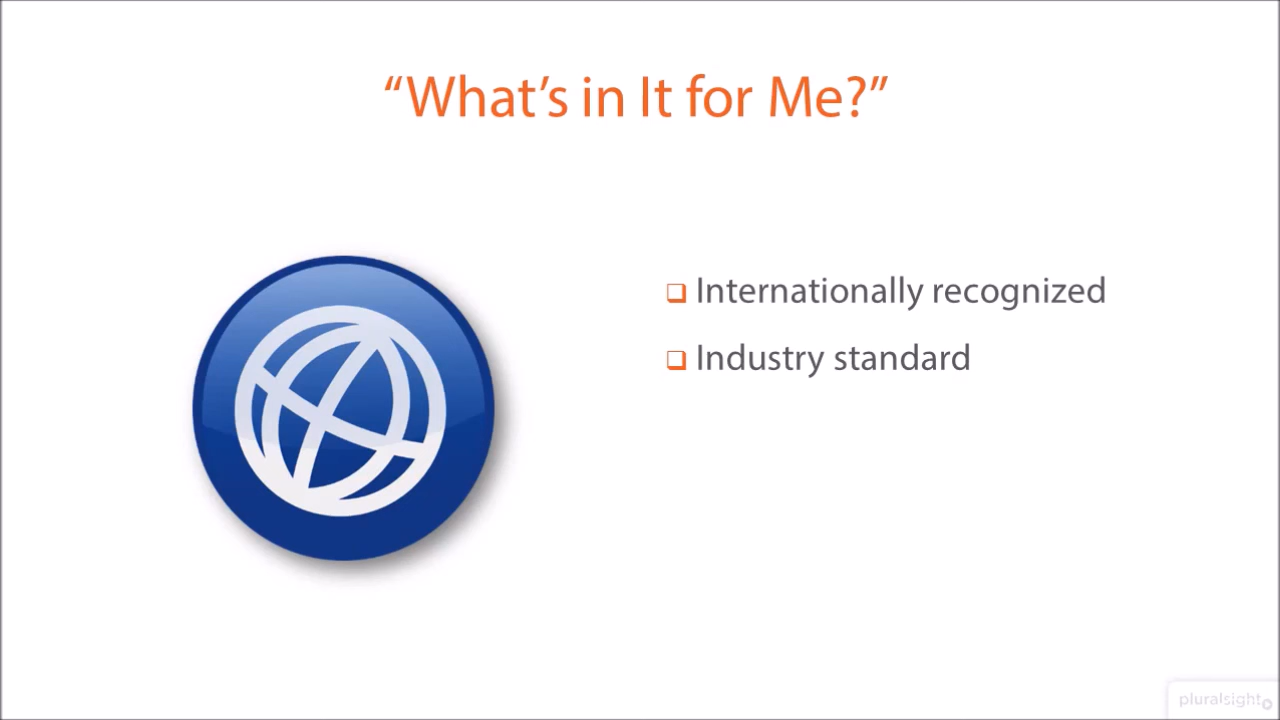 “What’s in It for Me?”
Internationally recognized
Industry standard
pluralsight